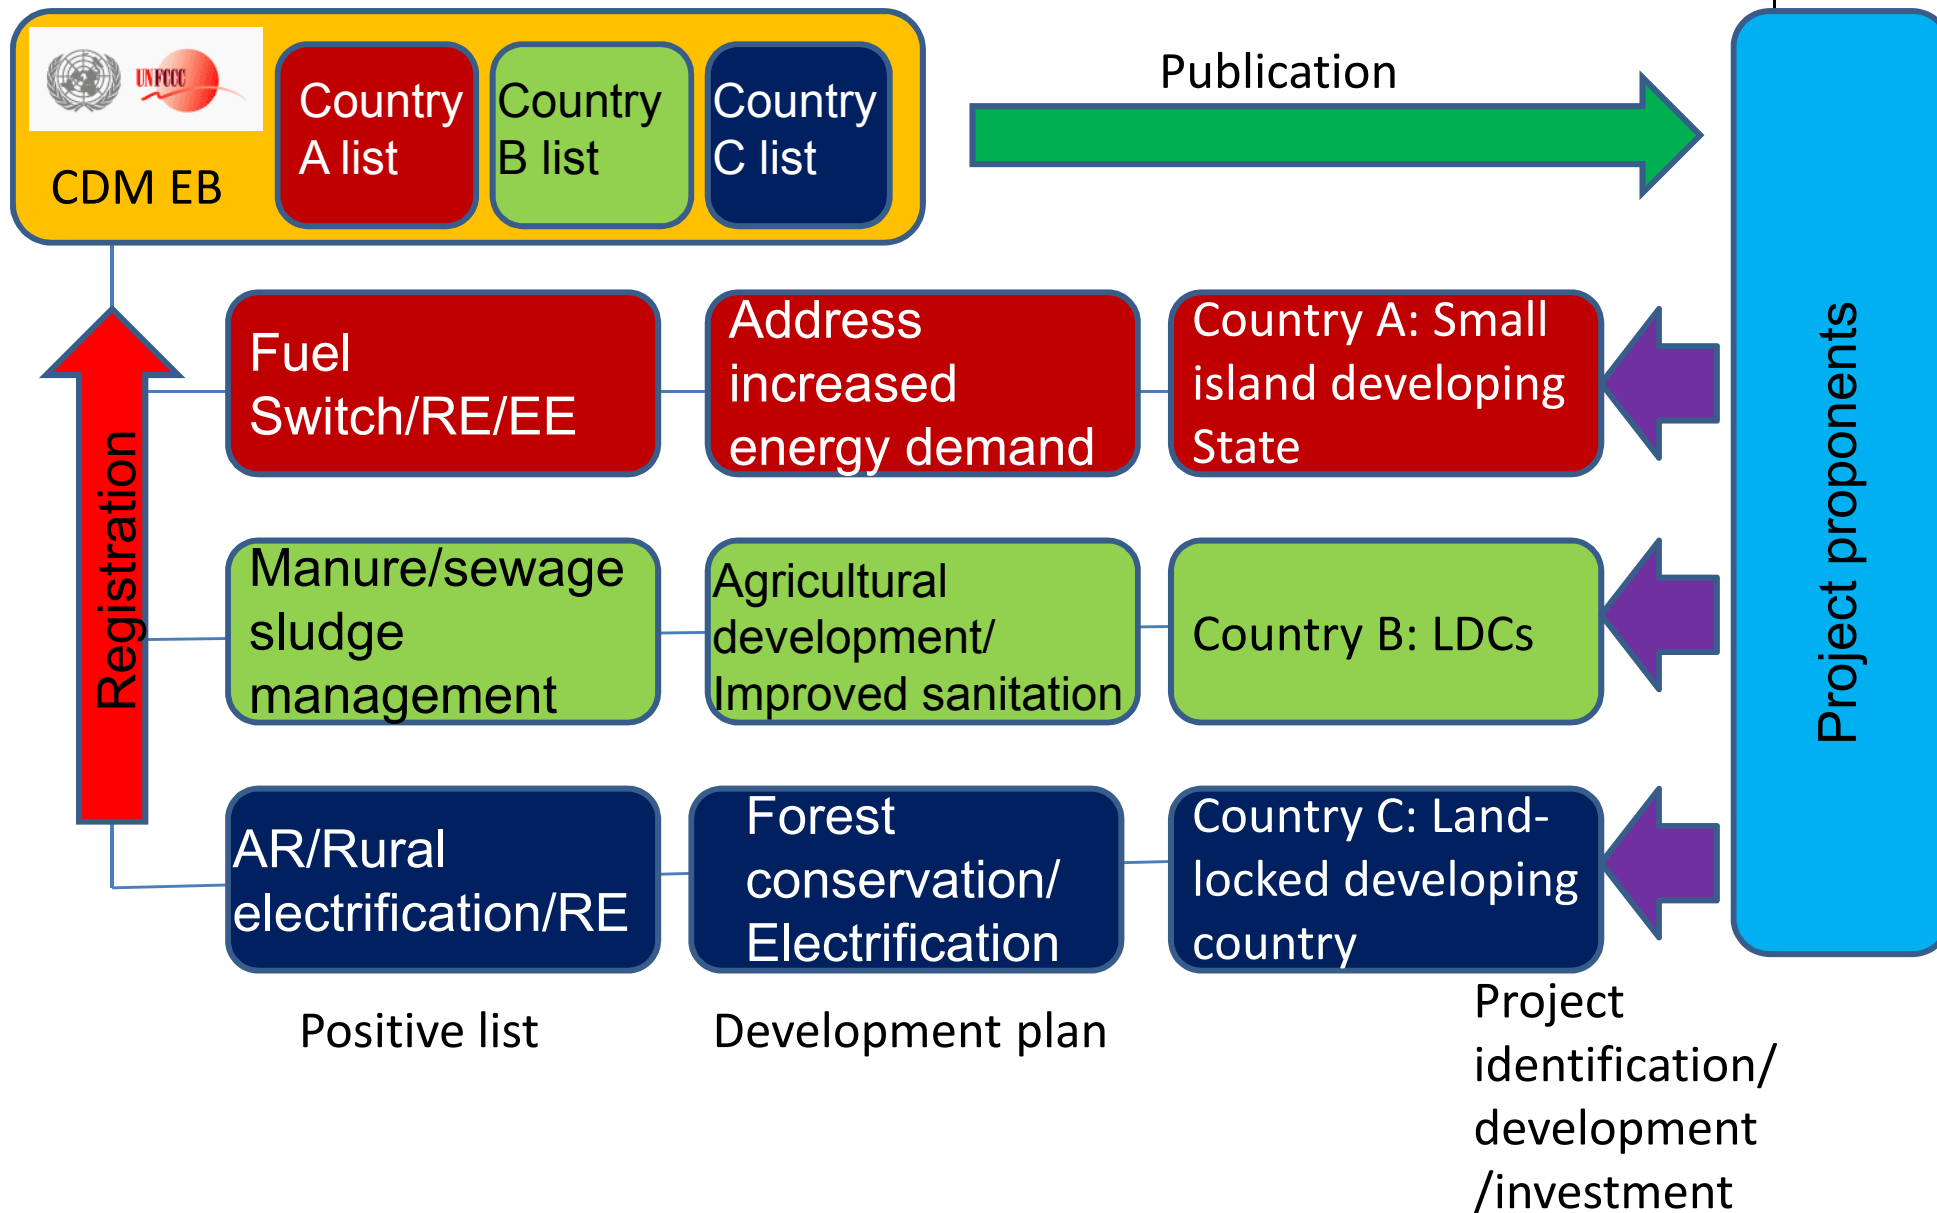 UNFCCC
CDM EB
Country
A list
Country
B list
Country
C list
Publication
Registration
Fuel
Switch/RE/EE
Address
increased
energy demand
Country A: Small
island developing
State
Manure/sewage
sludge
management
Agricultural
development/
Improved sanitation
Country B: LDCs
AR/Rural
electrification/RE
Forest
conservation/
Electrification
Country C: Land-
locked developing
country
Project proponents
Positive list
Development plan
Project
identification/
development
/investment